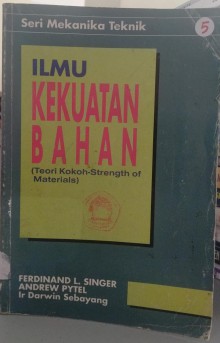 Seri Mekanika Teknik
5
ILMU
KEKUATAN
BAHAN
(Teori Kokoh-Strength of
Materials)
FERDINAND L. SINGER
ANDREW PYTEL
Ir Darwin Sebayang